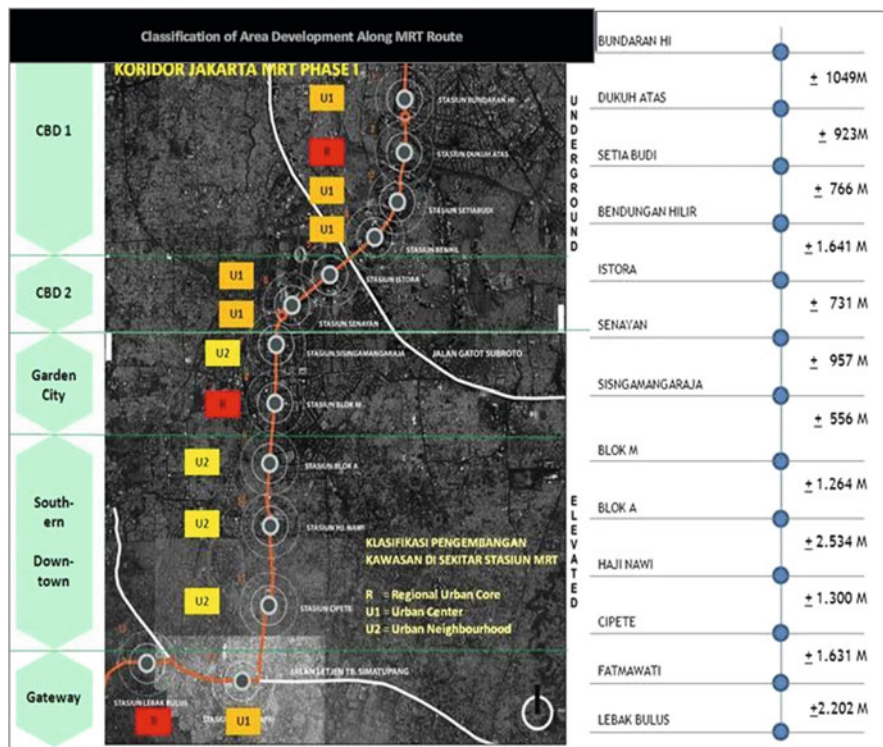 Classification of Area Development Along MRT Route
KORIDOR JAKARTA MRT PHASE I
CBD 1
U1
R
U1
U1
STASIUN BUNDARAN HI
STASIUN DUKUH ATAS
STASIUN SETIABUDI
STASIUN BENHIL
CBD 2
U1
U1
STASIUN ISTORA
STASIUN SENAYAN
Garden
City
U2
R
STASIUN SISINGAMANGARAJA
JALAN GATOT SUBROTO
STASIUN BLOK M
South-
ern
Down-
town
U2
U2
U2
STASIUN BLOK A
STASIUN HJ. NAWI
STASIUN CIPETE
KLASIFIKASI PENGEMBANGAN
KAWASAN DI SEKITAR STASIUN MRT
R = Regional Urban Core
U1 = Urban Center
U2 = Urban Neighbourhood
Gateway
STASIUN LEBAK BULUS
JALAN LETJEN TB. SIMATUPANG
R
U1
UNDERGROUND
ELEVATED
BUNDARAN HI
± 1049M
DUKUH ATAS
± 923M
SETIA BUDI
± 766 M
BENDUNGAN HILIR
± 1.641 M
ISTORA
± 731 M
SENAYAN
± 957 M
SISNGAMANGARAJA
± 556 M
BLOK M
± 1.264 M
BLOK A
± 2.534 M
HAJI NAWI
± 1.300 M
CIPETE
± 1.631 M
FATMAWATI
±2.202 M
LEBAK BULUS